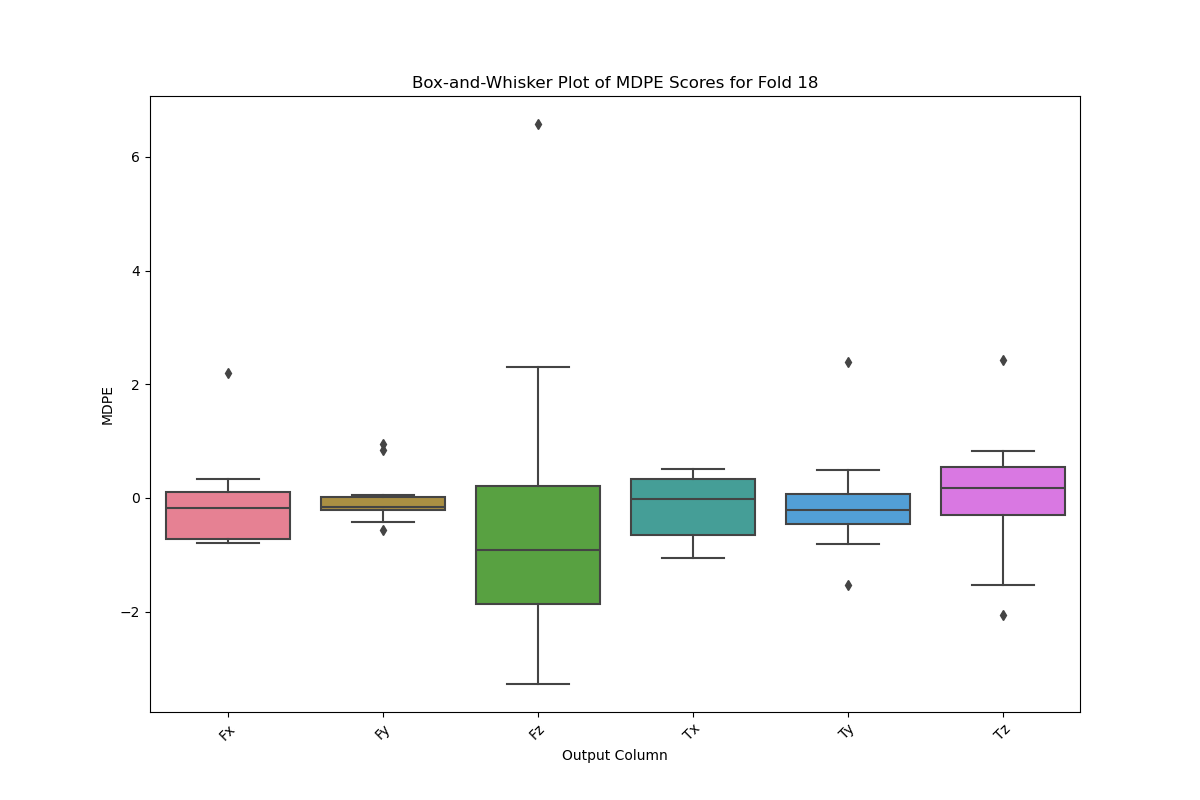 Box-and-Whisker Plot of MDPE Scores for Fold 18
6
4
2
0
−2
MDPE
Fx
Fy
Fz
Tx
Ty
Tz
Output Column